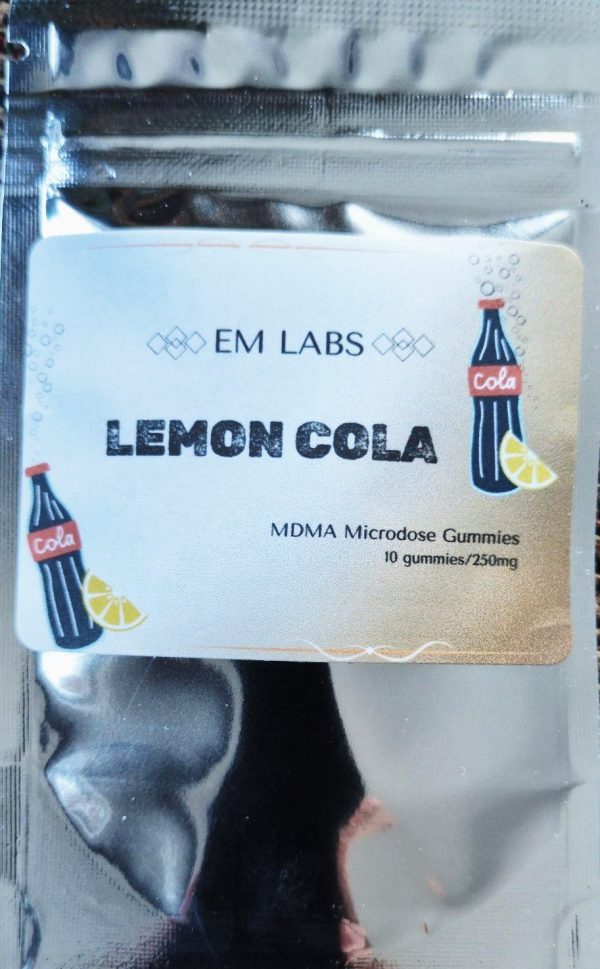 EM LABS
Cola
LEMON COLA
MDMA Microdose Gummies
10 gummies/250mg
Cola